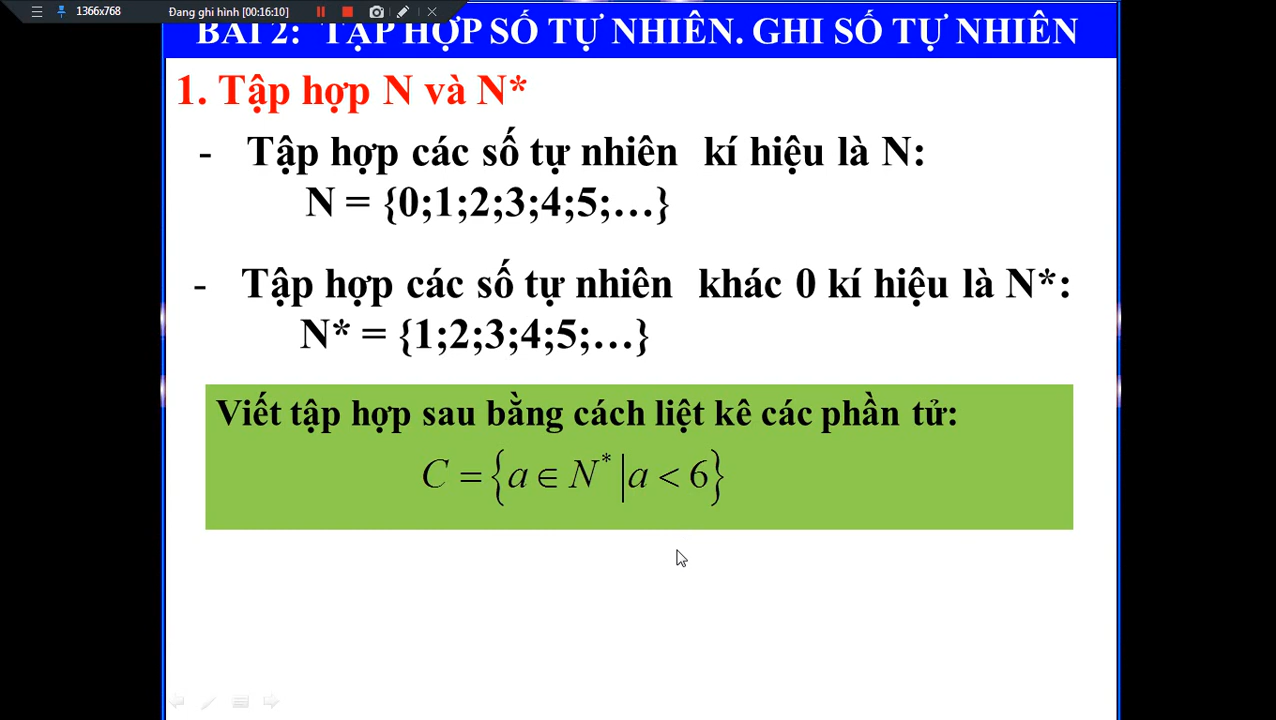 1366x768 Đang ghi hình [00:16:10]
BÀI 2: TẬP HỢP SỐ TỰ NHIÊN. GHI SỐ TỰ NHIÊN
1. Tập hợp N và N*
- Tập hợp các số tự nhiên kí hiệu là N:
N = {0;1;2;3;4;5;…}
- Tập hợp các số tự nhiên khác 0 kí hiệu là N*:
N* = {1;2;3;4;5;…}
Viết tập hợp sau bằng cách liệt kê các phần tử:
C = {a ∈ N* | a < 6}